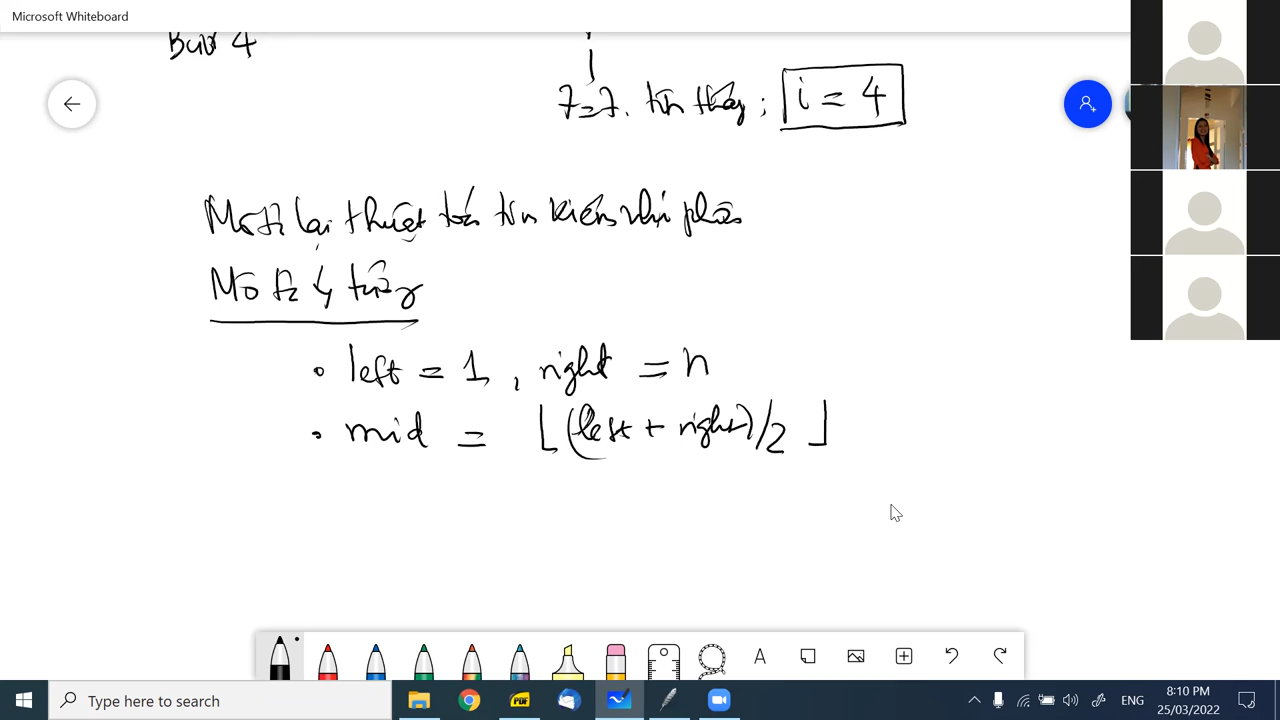 Microsoft Whiteboard
Bước 4
7=7. tìm thấy; i = 4
Mô tả lại thuật toán tìm kiếm nhị phân
Mô tả ý tưởng
• left = 1, right = n
• mid = ⌊(left + right)/2⌋
A
Type here to search
ENG
8:10 PM
25/03/2022